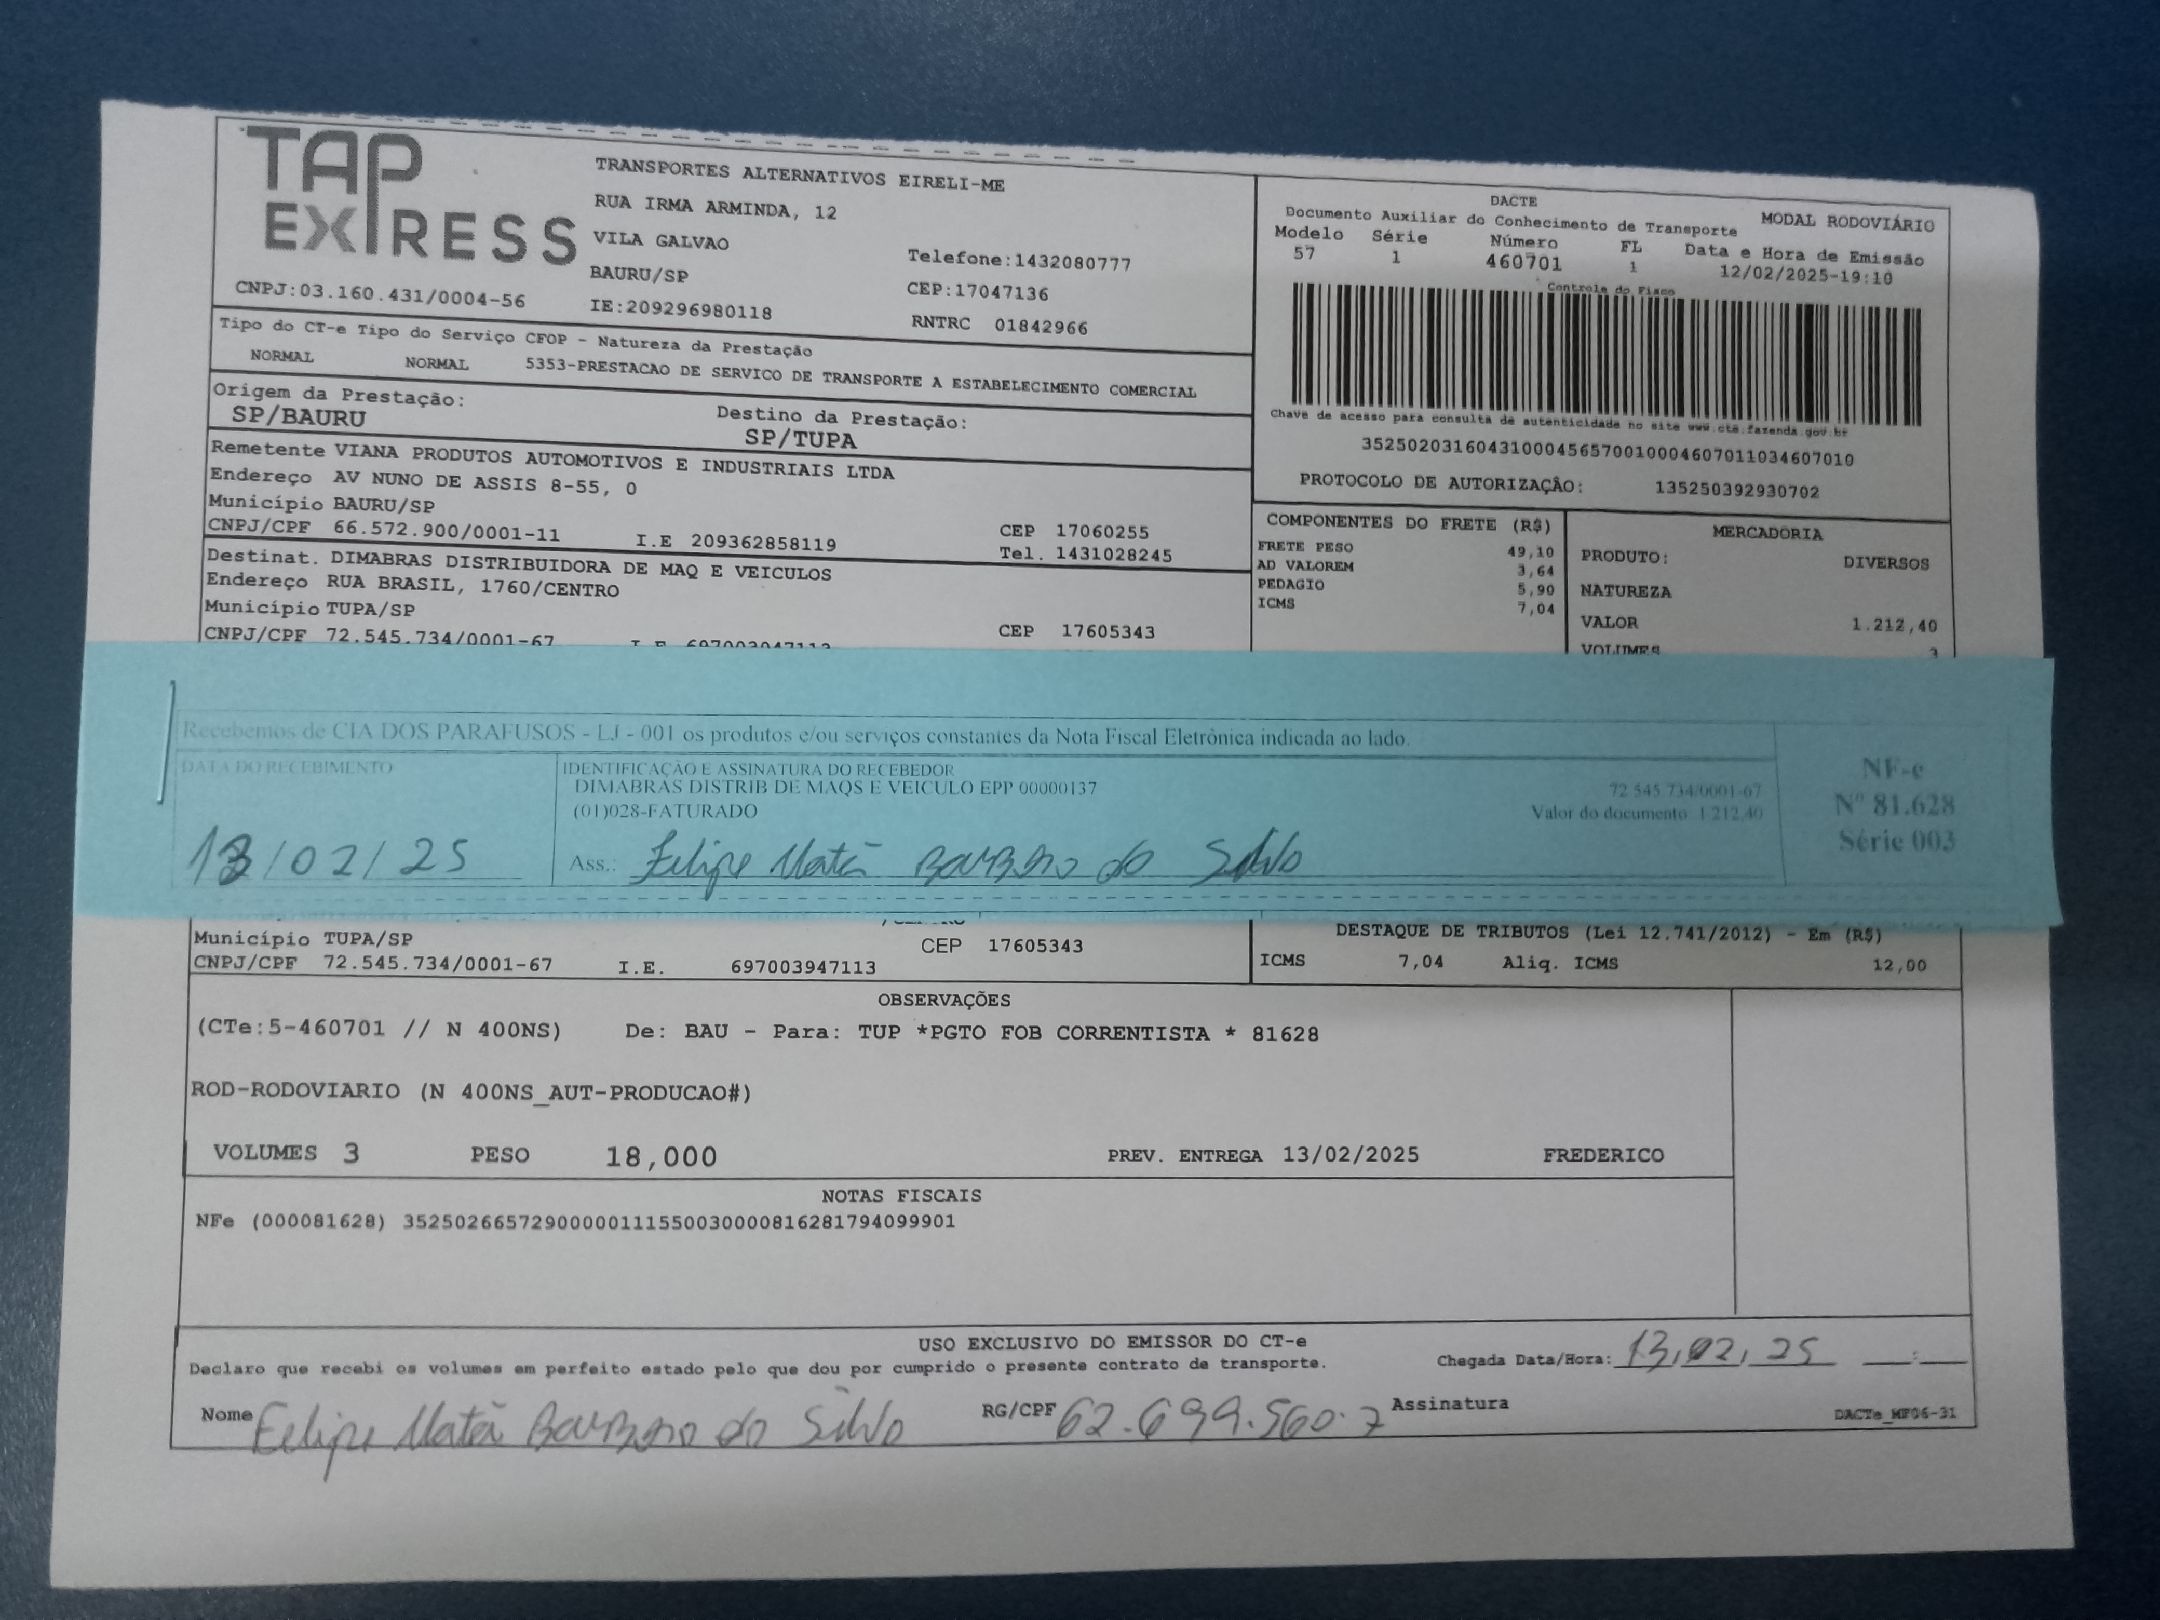 TAP
EXPRESS
TRANSPORTES ALTERNATIVOS EIRELI-ME
RUA IRMA ARMINDA, 12
VILA GALVAO
Telefone:1432080777
BAURU/SP
CEP:17047136
CNPJ:03.160.431/0004-56
IE:209296980118
RNTRC 01842966
DACTE
Documento Auxiliar do Conhecimento de Transporte
MODAL RODOVIÁRIO
Modelo Série Número FL Data e Hora de Emissão
57 1 460701 1 12/02/2025-19:10
Controle do Fisco
Chave de acesso para consulta de autenticidade no site www.cte.fazenda.gov.br
35250203160431000456570010004607011034607010
PROTOCOLO DE AUTORIZAÇÃO: 135250392930702
Tipo do CT-e Tipo do Serviço CFOP - Natureza da Prestação
NORMAL NORMAL 5353-PRESTACAO DE SERVICO DE TRANSPORTE A ESTABELECIMENTO COMERCIAL
Origem da Prestação: Destino da Prestação:
SP/BAURU SP/TUPA
Remetente VIANA PRODUTOS AUTOMOTIVOS E INDUSTRIAIS LTDA
Endereço AV NUNO DE ASSIS 8-55, 0
Município BAURU/SP CEP 17060255
CNPJ/CPF 66.572.900/0001-11 I.E 209362858119 Tel. 1431028245
Destinat. DIMABRAS DISTRIBUIDORA DE MAQ E VEICULOS
Endereço RUA BRASIL, 1760/CENTRO
Município TUPA/SP CEP 17605343
CNPJ/CPF 72.545.734/0001-67 I.E 697003947113
COMPONENTES DO FRETE (R$)
FRETE PESO 49,10
AD VALOREM 3,64
PEDAGIO 5,90
ICMS 7,04
MERCADORIA
PRODUTO: DIVERSOS
NATUREZA
VALOR 1.212,40
VOLUMES 3
Recebemos de CIA DOS PARAFUSOS - LJ - 001 os produtos e/ou serviços constantes da Nota Fiscal Eletrônica indicada ao lado.
DATA DO RECEBIMENTO
13/02/25
IDENTIFICAÇÃO E ASSINATURA DO RECEBEDOR
DIMABRAS DISTRIB DE MAQS E VEICULO EPP 00000137 72.545.734/0001-67
(01)028-FATURADO Valor do documento: 1.212,40
Ass.: Felipe Matã Barbosa da Silva
NF-e
Nº 81.628
Série 003
Município TUPA/SP CEP 17605343
CNPJ/CPF 72.545.734/0001-67 I.E. 697003947113
DESTAQUE DE TRIBUTOS (Lei 12.741/2012) - Em (R$)
ICMS 7,04 Aliq. ICMS 12,00
OBSERVAÇÕES
(CTe:5-460701 // N 400NS) De: BAU - Para: TUP *PGTO FOB CORRENTISTA * 81628
ROD-RODOVIARIO (N 400NS_AUT-PRODUCAO#)
VOLUMES 3 PESO 18,000 PREV. ENTREGA 13/02/2025 FREDERICO
NOTAS FISCAIS
NFe (000081628) 35250266572900000111550030000816281794099901
USO EXCLUSIVO DO EMISSOR DO CT-e
Declaro que recebi os volumes em perfeito estado pelo que dou por cumprido o presente contrato de transporte.
Chegada Data/Hora: 13,02,25 __:__
Nome Felipe Matã Barbosa da Silva RG/CPF 62.699.560.7 Assinatura
DACTe_MF06-31